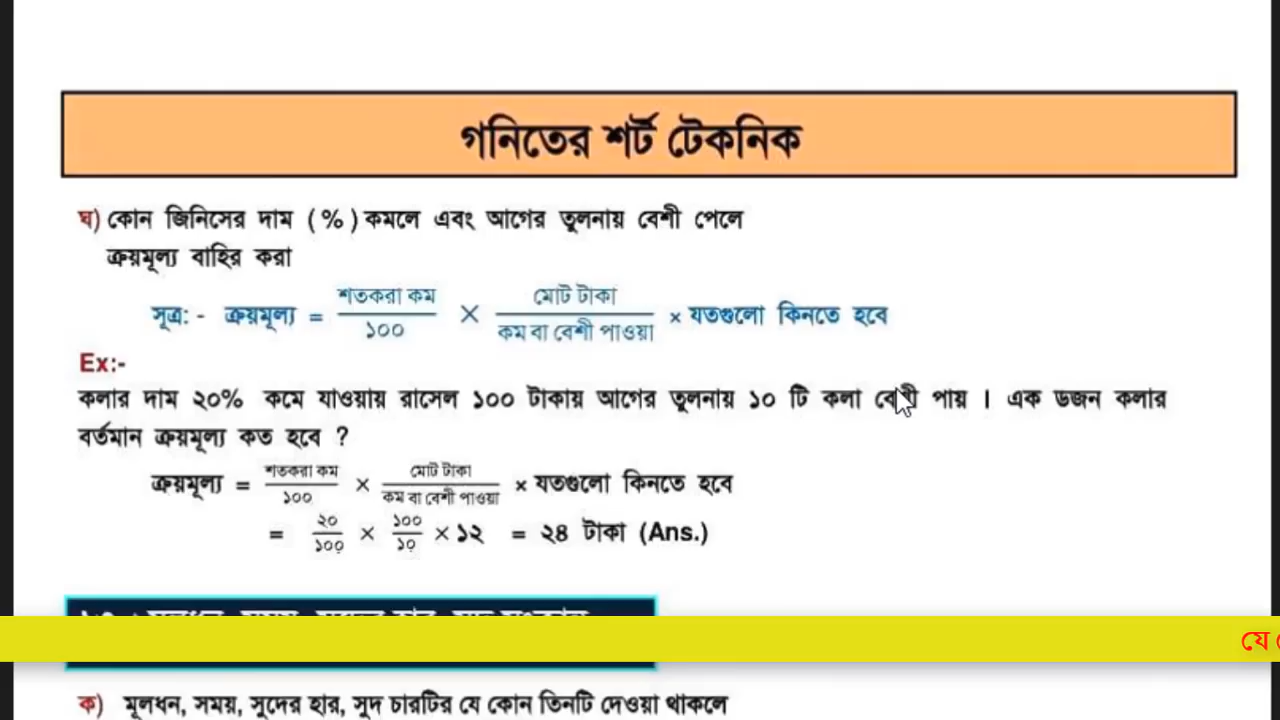 গনিতের শর্ট টেকনিক
ঘ) কোন জিনিসের দাম (%) কমলে এবং আগের তুলনায় বেশী পেলে
ক্রয়মূল্য বাহির করা
সূত্র: - ক্রয়মূল্য = শতকরা কম / ১০০ × মোট টাকা / কম বা বেশী পাওয়া × যতগুলো কিনতে হবে
Ex:-
কলার দাম ২০% কমে যাওয়ায় রাসেল ১০০ টাকায় আগের তুলনায় ১০ টি কলা বেশী পায় । এক ডজন কলার
বর্তমান ক্রয়মূল্য কত হবে ?
ক্রয়মূল্য = শতকরা কম / ১০০ × মোট টাকা / কম বা বেশী পাওয়া × যতগুলো কিনতে হবে
= ২০ / ১০০ × ১০০ / ১০ × ১২ = ২৪ টাকা (Ans.)
যে
ক) মূলধন, সময়, সুদের হার, সুদ চারটির যে কোন তিনটি দেওয়া থাকলে